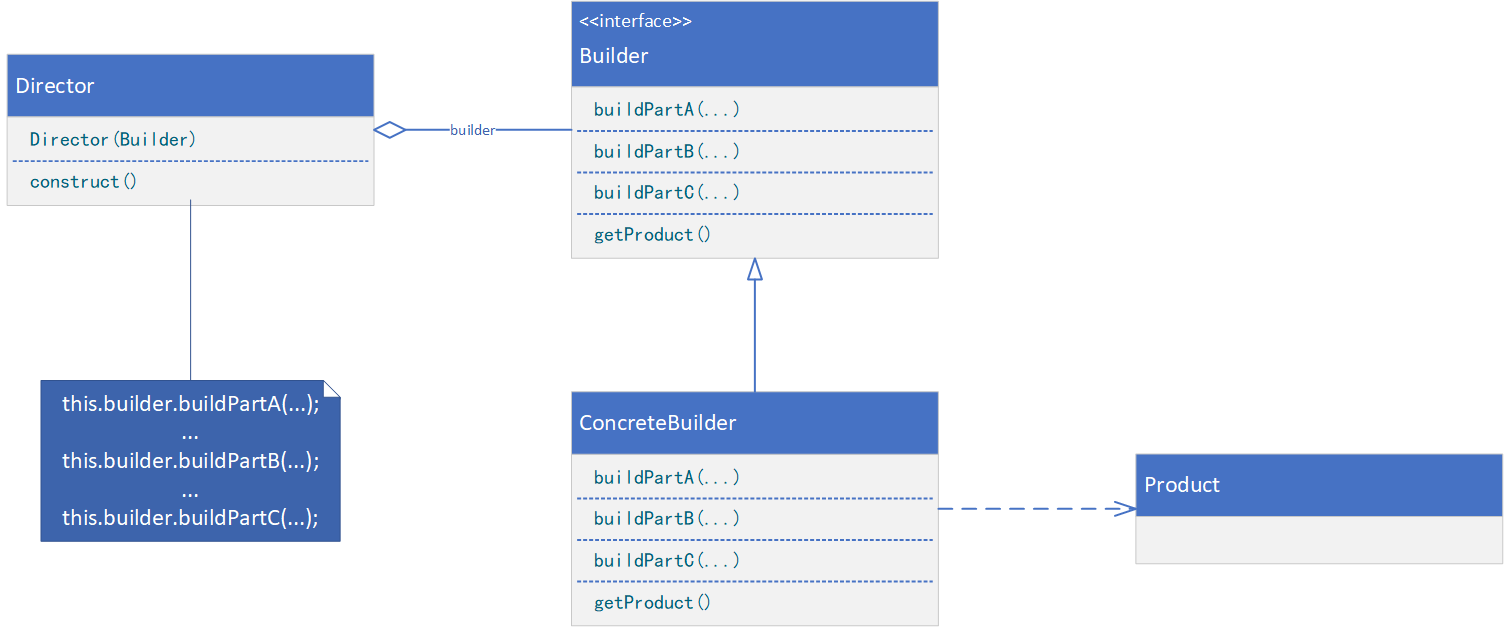 Director
Director(Builder)
construct()
builder
<<interface>>
Builder
buildPartA(...)
buildPartB(...)
buildPartC(...)
getProduct()
this.builder.buildPartA(...);
...
this.builder.buildPartB(...);
...
this.builder.buildPartC(...);
ConcreteBuilder
buildPartA(...)
buildPartB(...)
buildPartC(...)
getProduct()
Product